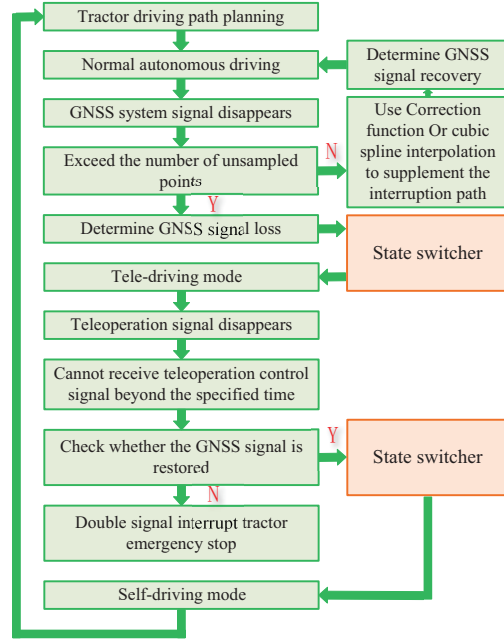 Tractor driving path planning
Normal autonomous driving
Determine GNSS
signal recovery
GNSS system signal disappears
Use Correction
function Or cubic
spline interpolation
to supplement the
interruption path
Exceed the number of unsampled
points
N
Y
Determine GNSS signal loss
State switcher
Tele-driving mode
Teleoperation signal disappears
Cannot receive teleoperation control
signal beyond the specified time
Check whether the GNSS signal is
restored
Y
State switcher
N
Double signal interrupt tractor
emergency stop
Self-driving mode